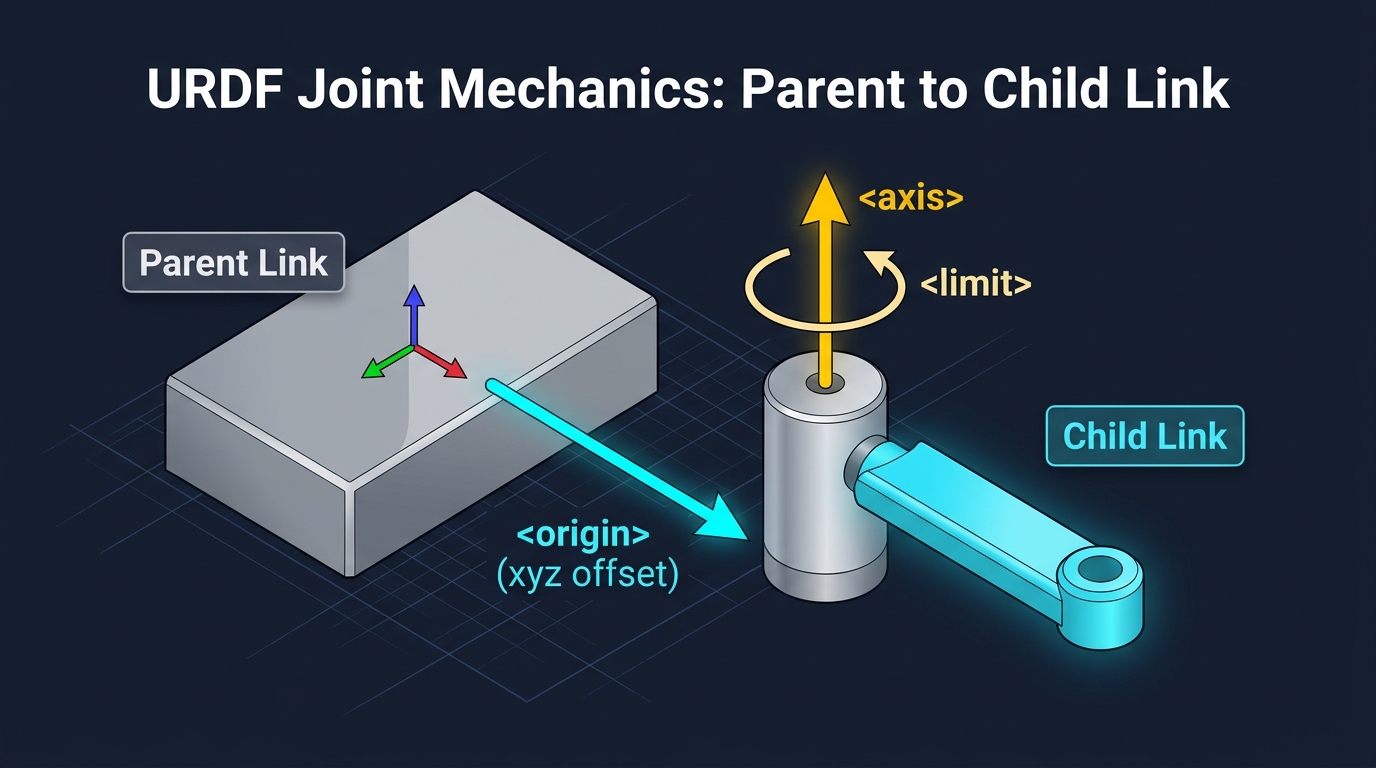 URDF Joint Mechanics: Parent to Child Link
Parent Link
<axis>
<limit>
Child Link
<origin>
(xyz offset)